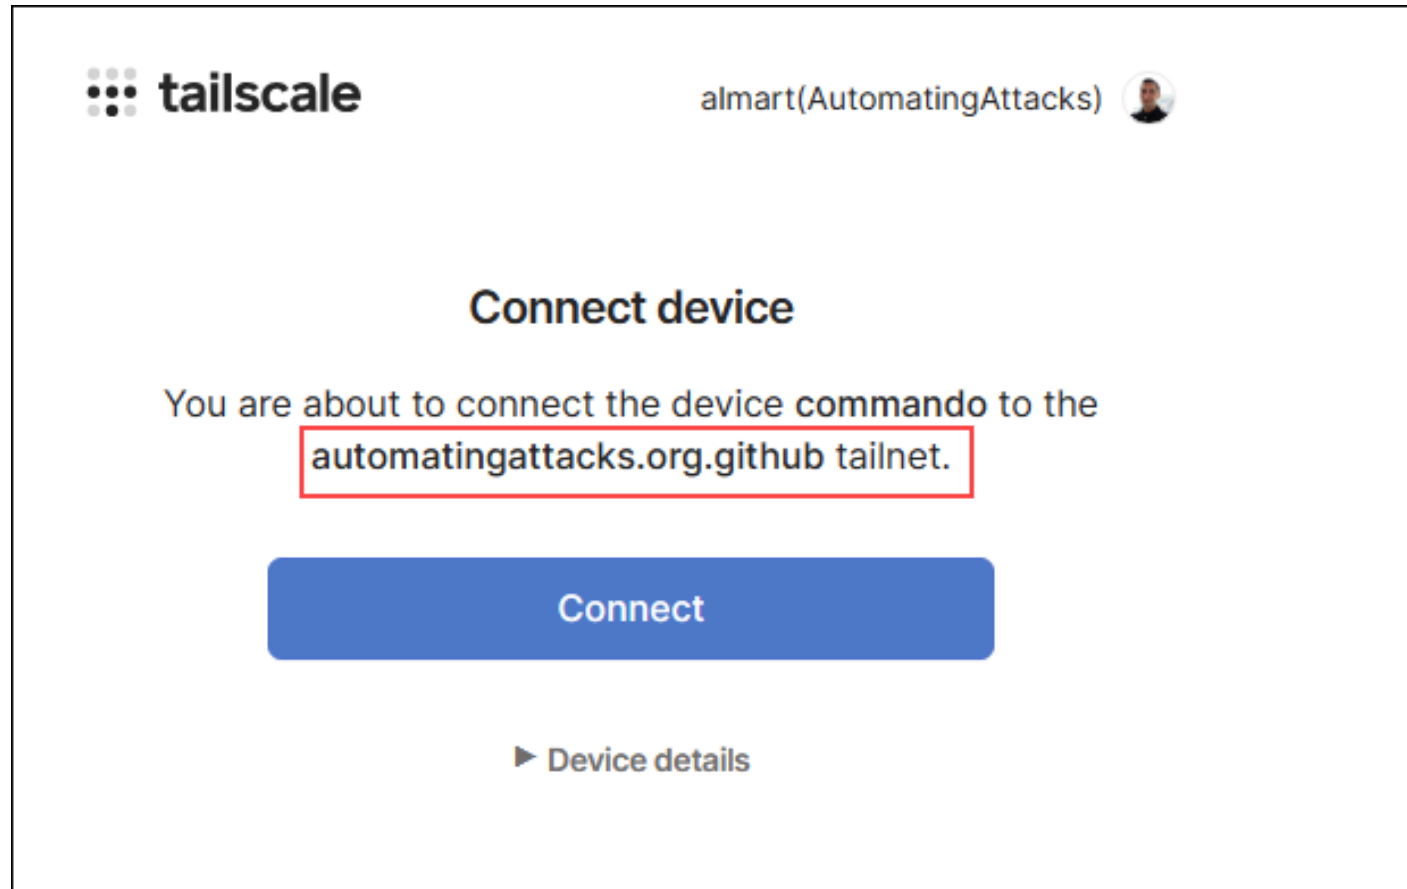 tailscale
almart(AutomatingAttacks)
Connect device
You are about to connect the device commando to the
automatingattacks.org.github tailnet.
Connect
Device details